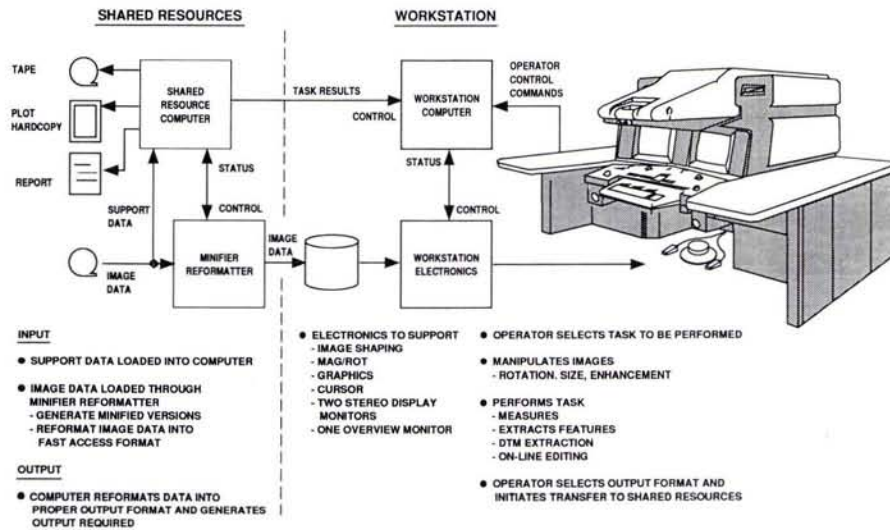 SHARED RESOURCES
WORKSTATION
TAPE
PLOT
HARDCOPY
REPORT
SHARED
RESOURCE
COMPUTER
TASK RESULTS
CONTROL
WORKSTATION
COMPUTER
OPERATOR
CONTROL
COMMANDS
STATUS
STATUS
SUPPORT
DATA
CONTROL
CONTROL
IMAGE
DATA
MINIFIER
REFORMATTER
IMAGE
DATA
WORKSTATION
ELECTRONICS
INPUT
● SUPPORT DATA LOADED INTO COMPUTER
● IMAGE DATA LOADED THROUGH
MINIFIER REFORMATTER
- GENERATE MINIFIED VERSIONS
- REFORMAT IMAGE DATA INTO
FAST ACCESS FORMAT
OUTPUT
● COMPUTER REFORMATS DATA INTO
PROPER OUTPUT FORMAT AND GENERATES
OUTPUT REQUIRED
● ELECTRONICS TO SUPPORT
- IMAGE SHAPING
- MAG/ROT
- GRAPHICS
- CURSOR
- TWO STEREO DISPLAY
MONITORS
- ONE OVERVIEW MONITOR
● OPERATOR SELECTS TASK TO BE PERFORMED
● MANIPULATES IMAGES
- ROTATION. SIZE, ENHANCEMENT
● PERFORMS TASK
- MEASURES
- EXTRACTS FEATURES
- DTM EXTRACTION
- ON-LINE EDITING
● OPERATOR SELECTS OUTPUT FORMAT AND
INITIATES TRANSFER TO SHARED RESOURCES